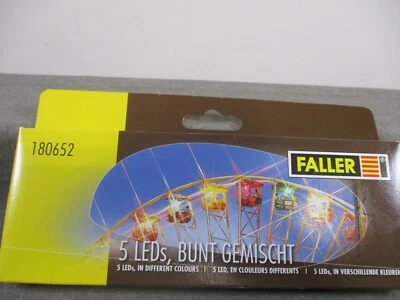 180652
FALLER
5 LEDs, BUNT GEMISCHT
5 LEDS, IN DIFFERENT COLOURS | 5 LED, EN CLOULEURS DIFFERENTS | 5 LEDS, IN VERSCHILLENDE KLEUREN